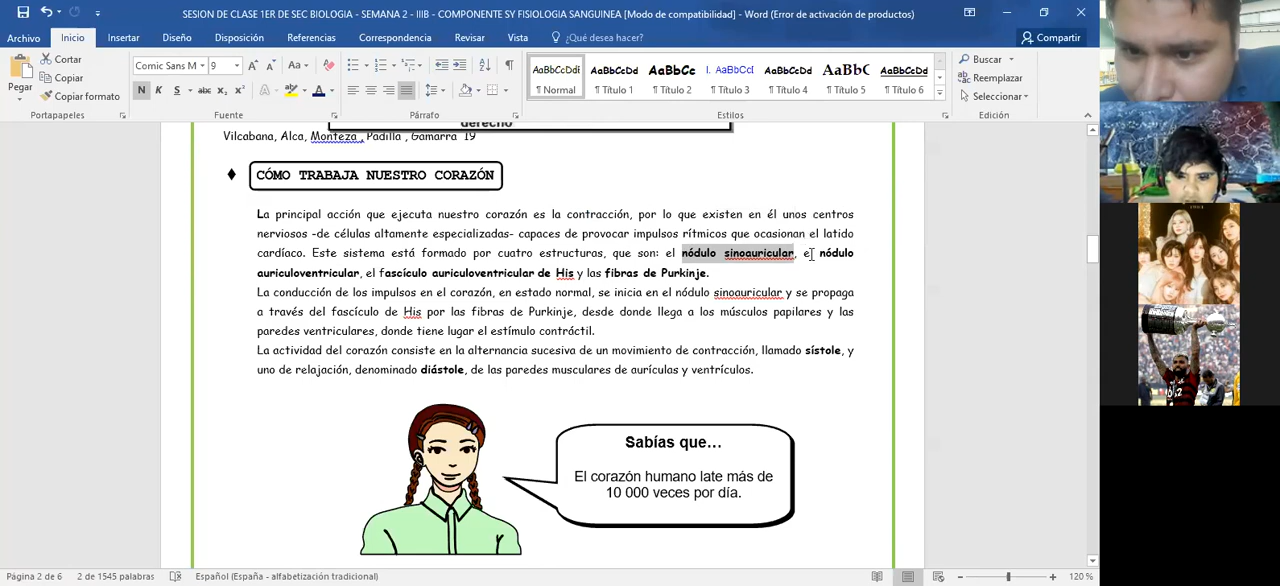 SESION DE CLASE 1ER DE SEC BIOLOGIA - SEMANA 2 - IIIB - COMPONENTE SY FISIOLOGIA SANGUINEA [Modo de compatibilidad] - Word (Error de activación de productos)
Archivo Inicio Insertar Diseño Disposición Referencias Correspondencia Revisar Vista ¿Qué desea hacer? Compartir
Pegar
Cortar
Copiar
Copiar formato
Portapapeles
Comic Sans M 9
Fuente
Párrafo
AaBbCcDdE AaBbCcDd AaBbCc I. AaBbCcI AaBbCcDd AaBbC AaBbCcDd
¶ Normal ¶ Título 1 ¶ Título 2 ¶ Título 3 ¶ Título 4 ¶ Título 5 ¶ Título 6
Estilos
Buscar
Reemplazar
Seleccionar
Edición
derecho
Vilcabana, Alca, Monteza , Padilla , Gamarra 19
CÓMO TRABAJA NUESTRO CORAZÓN
La principal acción que ejecuta nuestro corazón es la contracción, por lo que existen en él unos centros
nerviosos -de células altamente especializadas- capaces de provocar impulsos rítmicos que ocasionan el latido
cardíaco. Este sistema está formado por cuatro estructuras, que son: el nódulo sinoauricular, el nódulo
auriculoventricular, el fascículo auriculoventricular de His y las fibras de Purkinje.
La conducción de los impulsos en el corazón, en estado normal, se inicia en el nódulo sinoauricular y se propaga
a través del fascículo de His por las fibras de Purkinje, desde donde llega a los músculos papilares y las
paredes ventriculares, donde tiene lugar el estímulo contráctil.
La actividad del corazón consiste en la alternancia sucesiva de un movimiento de contracción, llamado sístole, y
uno de relajación, denominado diástole, de las paredes musculares de aurículas y ventrículos.
Sabías que...
El corazón humano late más de
10 000 veces por día.
Página 2 de 6 2 de 1545 palabras Español (España - alfabetización tradicional) 120 %